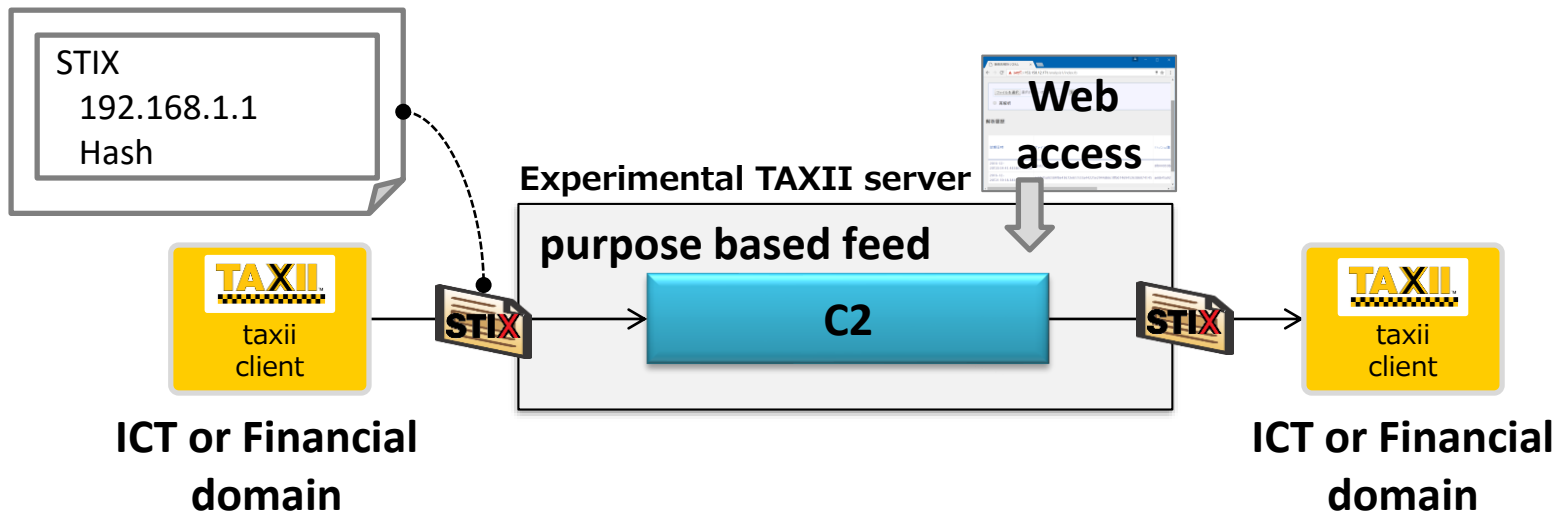 STIX
192.168.1.1
Hash
Web
access
Experimental TAXII server
purpose based feed
TAXII
taxii
client
STIX
C2
STIX
TAXII
taxii
client
ICT or Financial
domain
ICT or Financial
domain